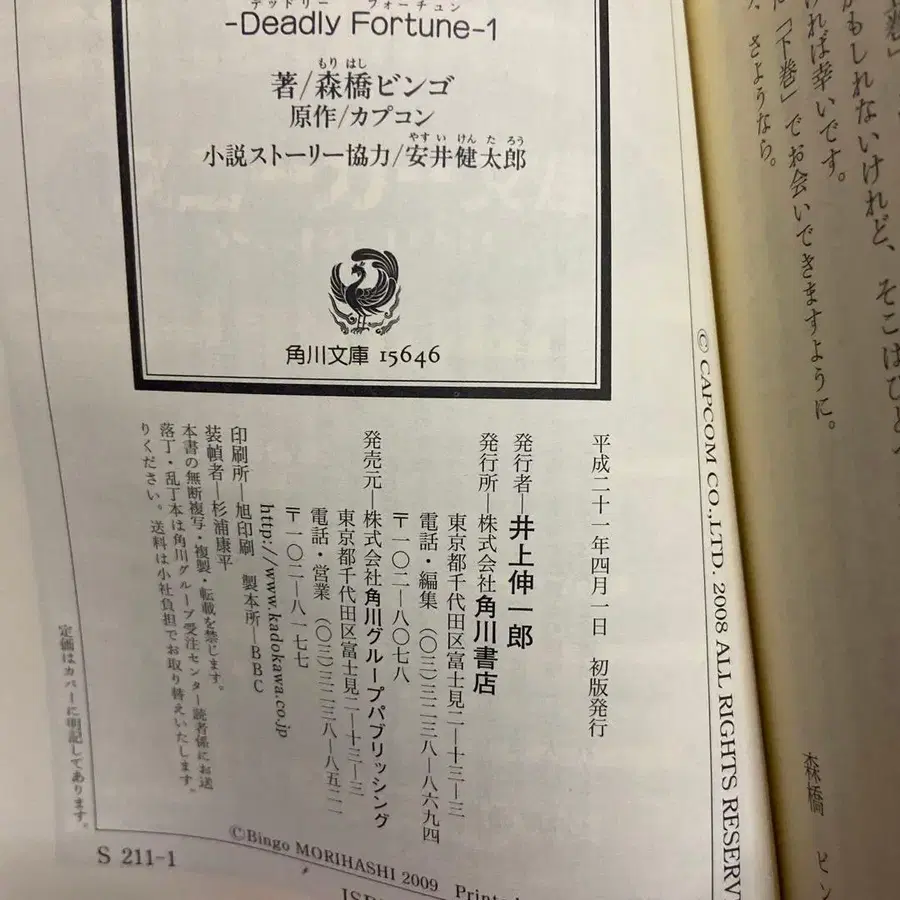 デッドリー フォーチュン
-Deadly Fortune-1
もり はし
著/森橋ビンゴ
原作/カプコン
やす い けん た ろう
小説ストーリー協力/安井健太郎
角川文庫 15646
平成二十一年四月一日 初版発行
発行者─井上伸一郎
発行所─株式会社角川書店
東京都千代田区富士見二─十三─三
電話・編集 (〇三)三二三八─八六九四
〒一〇二─八〇七八
発売元─株式会社角川グループパブリッシング
東京都千代田区富士見二─十三─三
電話・営業 (〇三)三二三八─八五二一
〒一〇二─八一七七
http://www.kadokawa.co.jp
印刷所─旭印刷 製本所─BBC
装幀者─杉浦康平
本書の無断複写・複製・転載を禁じます。
落丁・乱丁本は角川グループ受注センター読者係にお送
りください。送料は小社負担でお取り替えいたします。
定価はカバーに明記してあります。
©CAPCOM CO.,LTD. 2008 ALL RIGHTS RESERV
S 211-1
©Bingo MORIHASHI 2009 Print
ISB
かもしれないけれど、そこはひと
ければ幸いです。
「下巻」でお会いできますように。
さようなら。
森橋 ビン